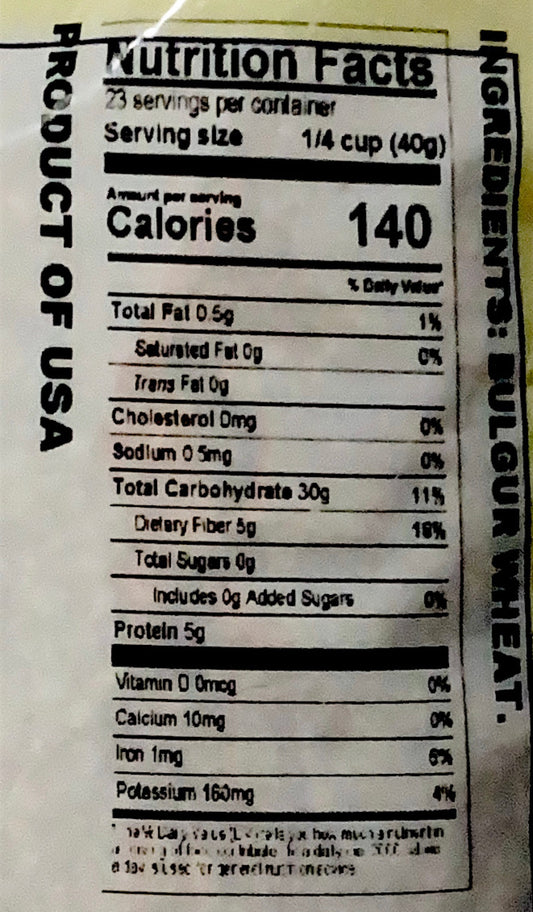 PRODUCT OF USA
Nutrition Facts
23 servings per container
Serving size 1/4 cup (40g)
Amount per serving
Calories 140
% Daily Value*
Total Fat 0.5g 1%
Saturated Fat 0g 0%
Trans Fat 0g
Cholesterol 0mg 0%
Sodium 0.5mg 0%
Total Carbohydrate 30g 11%
Dietary Fiber 5g 18%
Total Sugars 0g
Includes 0g Added Sugars 0%
Protein 5g
Vitamin D 0mcg 0%
Calcium 10mg 0%
Iron 1mg 6%
Potassium 160mg 4%
INGREDIENTS: BULGUR WHEAT.